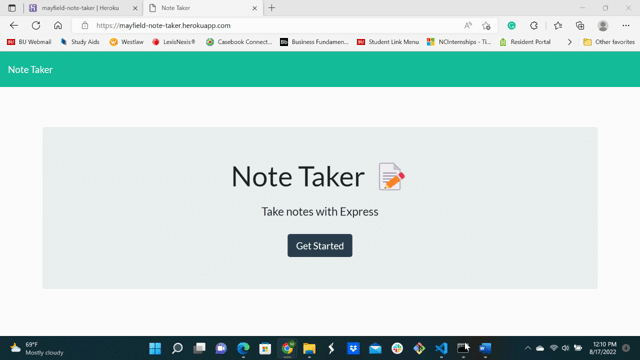 mayfield-note-taker | Heroku
Note Taker
https://mayfield-note-taker.herokuapp.com
BU Webmail
Study Aids
Westlaw
LexisNexis®
Casebook Connect...
Business Fundamen...
Student Link Menu
NCInternships - Ti...
Resident Portal
Other favorites
Note Taker
Note Taker
Take notes with Express
Get Started
69°F
Mostly cloudy
12:10 PM
8/17/2022